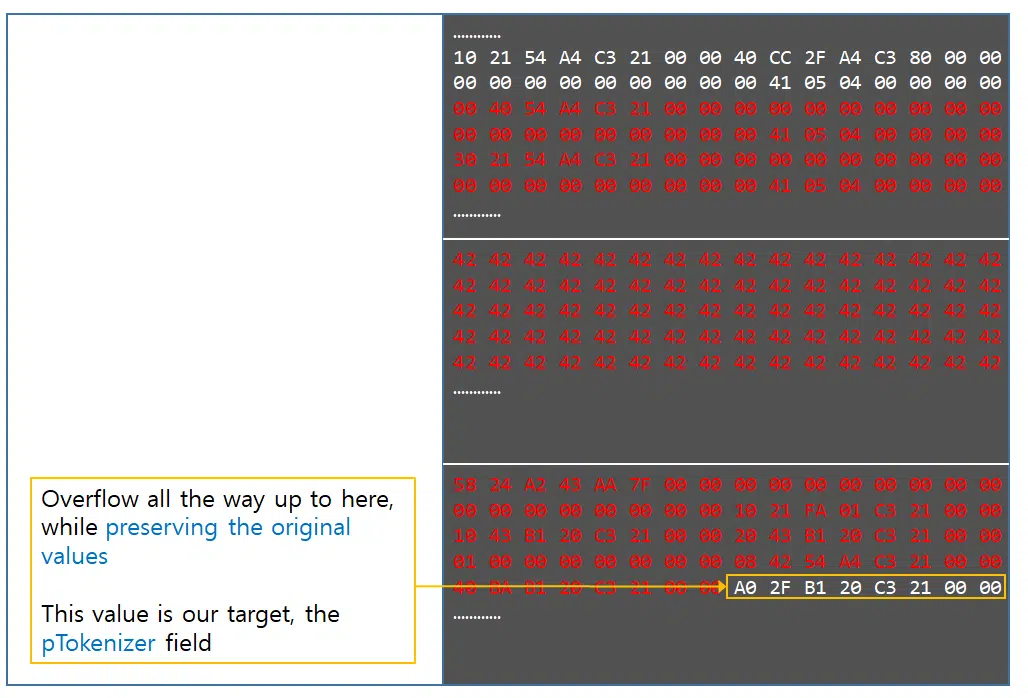 ............
10 21 54 A4 C3 21 00 00 40 CC 2F A4 C3 80 00 00
00 00 00 00 00 00 00 00 00 41 05 04 00 00 00 00
00 40 54 A4 C3 21 00 00 00 00 00 00 00 00 00 00
00 00 00 00 00 00 00 00 00 41 05 04 00 00 00 00
30 21 54 A4 C3 21 00 00 00 00 00 00 00 00 00 00
00 00 00 00 00 00 00 00 00 41 05 04 00 00 00 00
............
42 42 42 42 42 42 42 42 42 42 42 42 42 42 42 42
42 42 42 42 42 42 42 42 42 42 42 42 42 42 42 42
42 42 42 42 42 42 42 42 42 42 42 42 42 42 42 42
42 42 42 42 42 42 42 42 42 42 42 42 42 42 42 42
42 42 42 42 42 42 42 42 42 42 42 42 42 42 42 42
............
Overflow all the way up to here,
while preserving the original
values
This value is our target, the
pTokenizer field
58 24 A2 43 AA 7F 00 00 00 00 00 00 00 00 00 00
00 00 00 00 00 00 00 00 10 21 FA 01 C3 21 00 00
10 43 B1 20 C3 21 00 00 20 43 B1 20 C3 21 00 00
01 00 00 00 00 00 00 00 08 42 54 A4 C3 21 00 00
40 BA B1 20 C3 21 00 00 A0 2F B1 20 C3 21 00 00
............